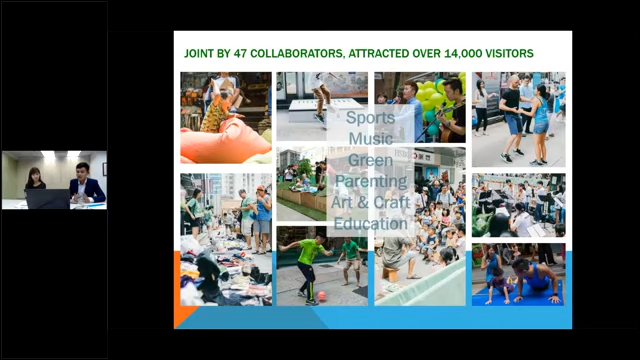 JOINT BY 47 COLLABORATORS, ATTRACTED OVER 14,000 VISITORS
Sports
Music
Green
Parenting
Art & Craft
Education